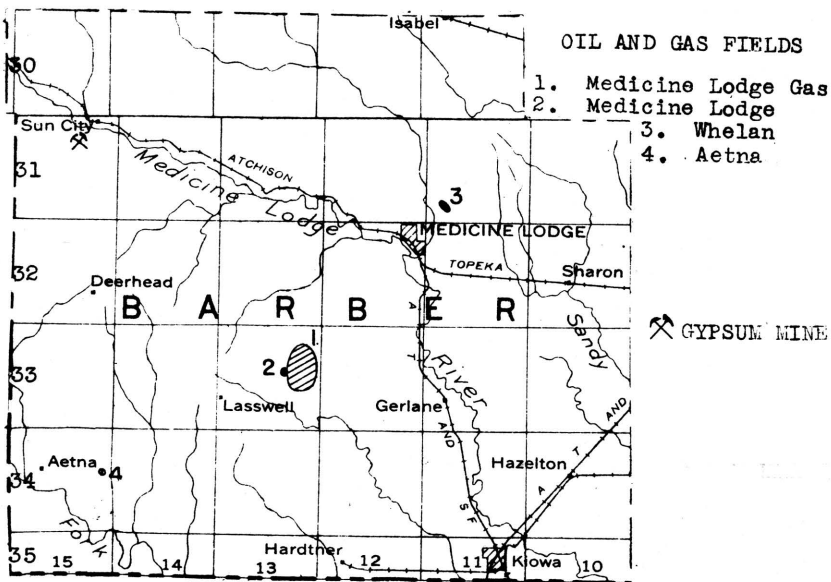 Isabel
OIL AND GAS FIELDS
30
1. Medicine Lodge Gas
2. Medicine Lodge
3. Whelan
4. Aetna
Sun City
31
Medicine Lodge River
ATCHISON
3
MEDICINE LODGE
TOPEKA
Sharon
32
Deerhead
BARBER
A T
Sandy
GYPSUM MINE
1
33
2
Lasswell
Gerlane
AND
S F
A T AND
Hazelton
34
Aetna
4
Fork
35
15
14
13
Hardtner
12
11
Kiowa
10